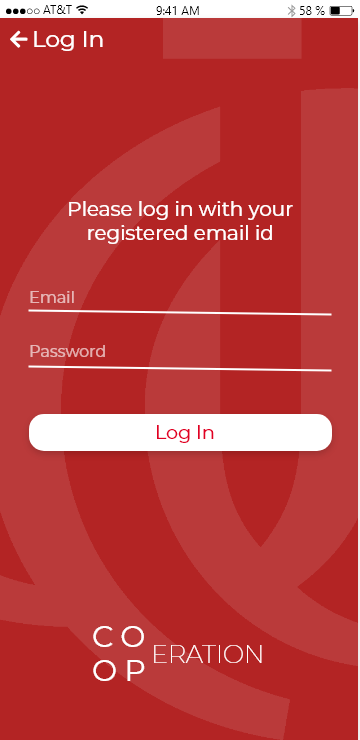 AT&T 9:41 AM 58 %
Log In
Please log in with your
registered email id
Email
Password
Log In
CO
OP ERATION